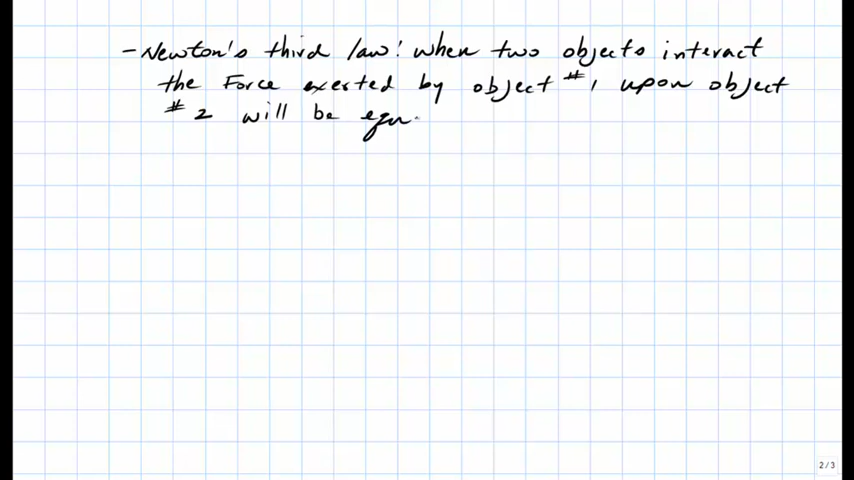 - Newton's third law: when two objects interact
the Force exerted by object #1 upon object
#2 will be equ
2/3